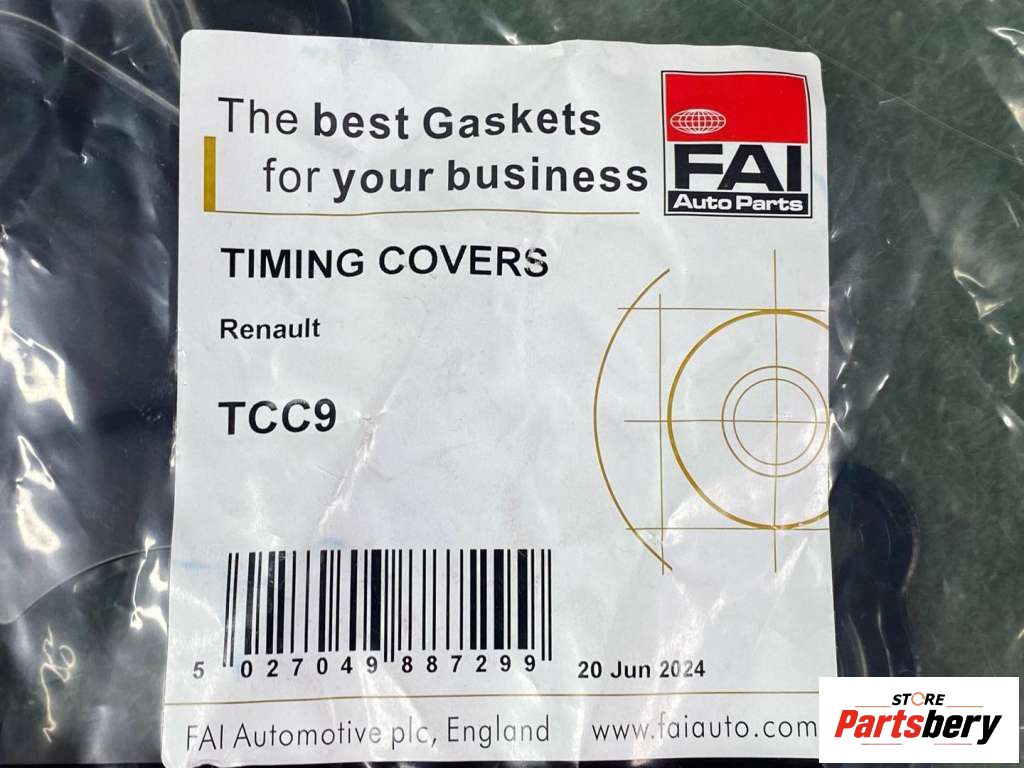 The best Gaskets
for your business
FAI
Auto Parts
TIMING COVERS
Renault
TCC9
5 027049 887299
20 Jun 2024
FAI Automotive plc, England
www.faiauto.com
STORE
Partsbery